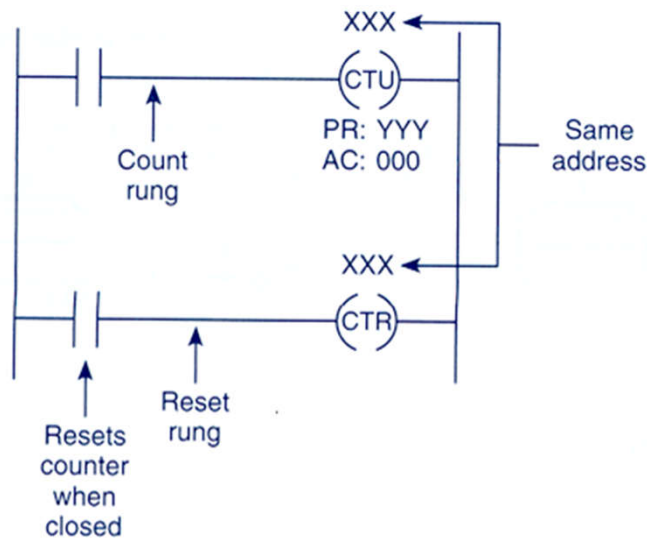 XXX
CTU
PR: YYY
AC: 000
Same
address
Count
rung
XXX
CTR
Reset
rung
Resets
counter
when
closed